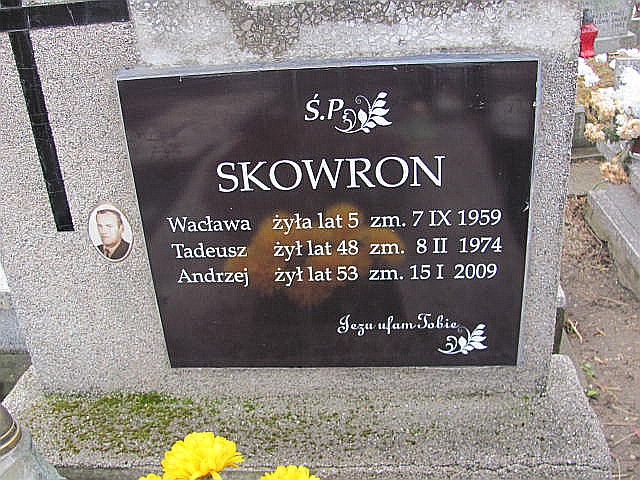 Ś.P
SKOWRON
Wacława żyła lat 5 zm. 7 IX 1959
Tadeusz żył lat 48 zm. 8 II 1974
Andrzej żył lat 53 zm. 15 I 2009
Jezu ufam Tobie